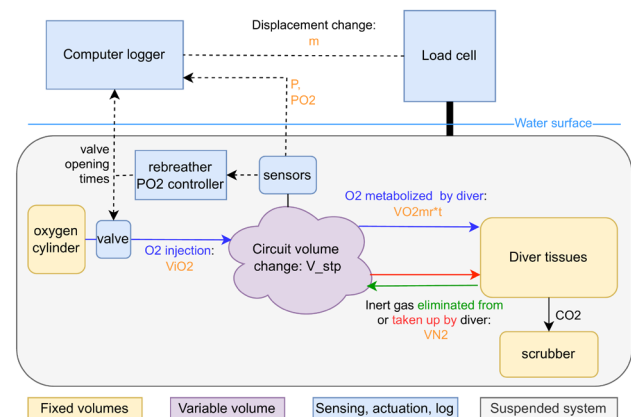 Displacement change:
m
Computer logger
Load cell
P,
PO2
Water surface
valve
opening
times
rebreather
PO2 controller
sensors
O2 metabolized by diver:
VO2mr*t
oxygen
cylinder
valve
O2 injection:
ViO2
Circuit volume
change: V_stp
Diver tissues
Inert gas eliminated from
or taken up by diver:
VN2
CO2
scrubber
Fixed volumes
Variable volume
Sensing, actuation, log
Suspended system